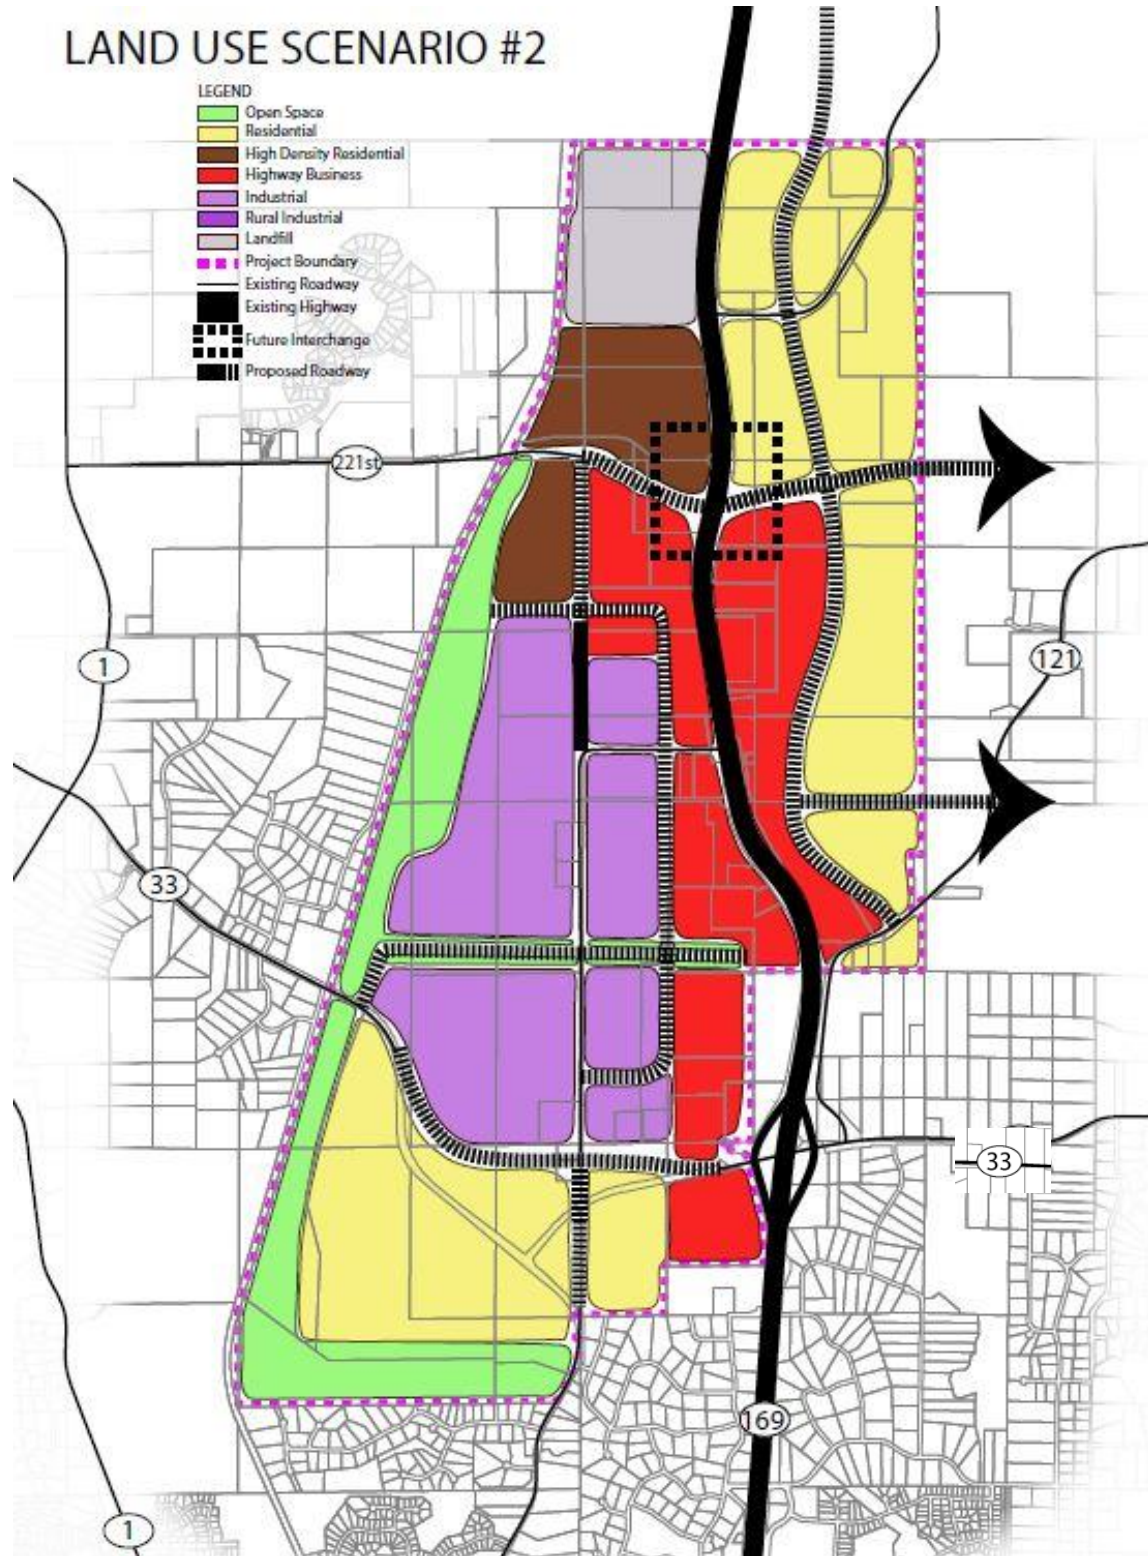 LAND USE SCENARIO #2
LEGEND
Open Space
Residential
High Density Residential
Highway Business
Industrial
Rural Industrial
Landfill
Project Boundary
Existing Roadway
Existing Highway
Future Interchange
Proposed Roadway
221st
1
121
33
33
169
1